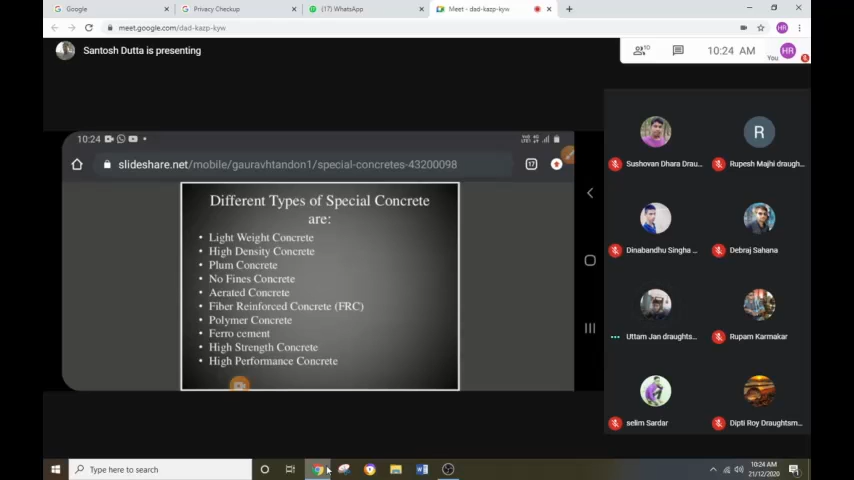 Google
Privacy Checkup
(17) WhatsApp
Meet - dad-kazp-kyw
meet.google.com/dad-kazp-kyw
HR
Santosh Dutta is presenting
10
10:24 AM
HR
You
10:24
slideshare.net/mobile/gauravhtandon1/special-concretes-43200098
17
Different Types of Special Concrete
are:
• Light Weight Concrete
• High Density Concrete
• Plum Concrete
• No Fines Concrete
• Aerated Concrete
• Fiber Reinforced Concrete (FRC)
• Polymer Concrete
• Ferro cement
• High Strength Concrete
• High Performance Concrete
R
Sushovan Dhara Drau...
Rupesh Majhi draugh...
Dinabandhu Singha ...
Debraj Sahana
Uttam Jan draughts...
Rupam Karmakar
selim Sardar
Dipti Roy Draughtsm...
Type here to search
10:24 AM
21/12/2020